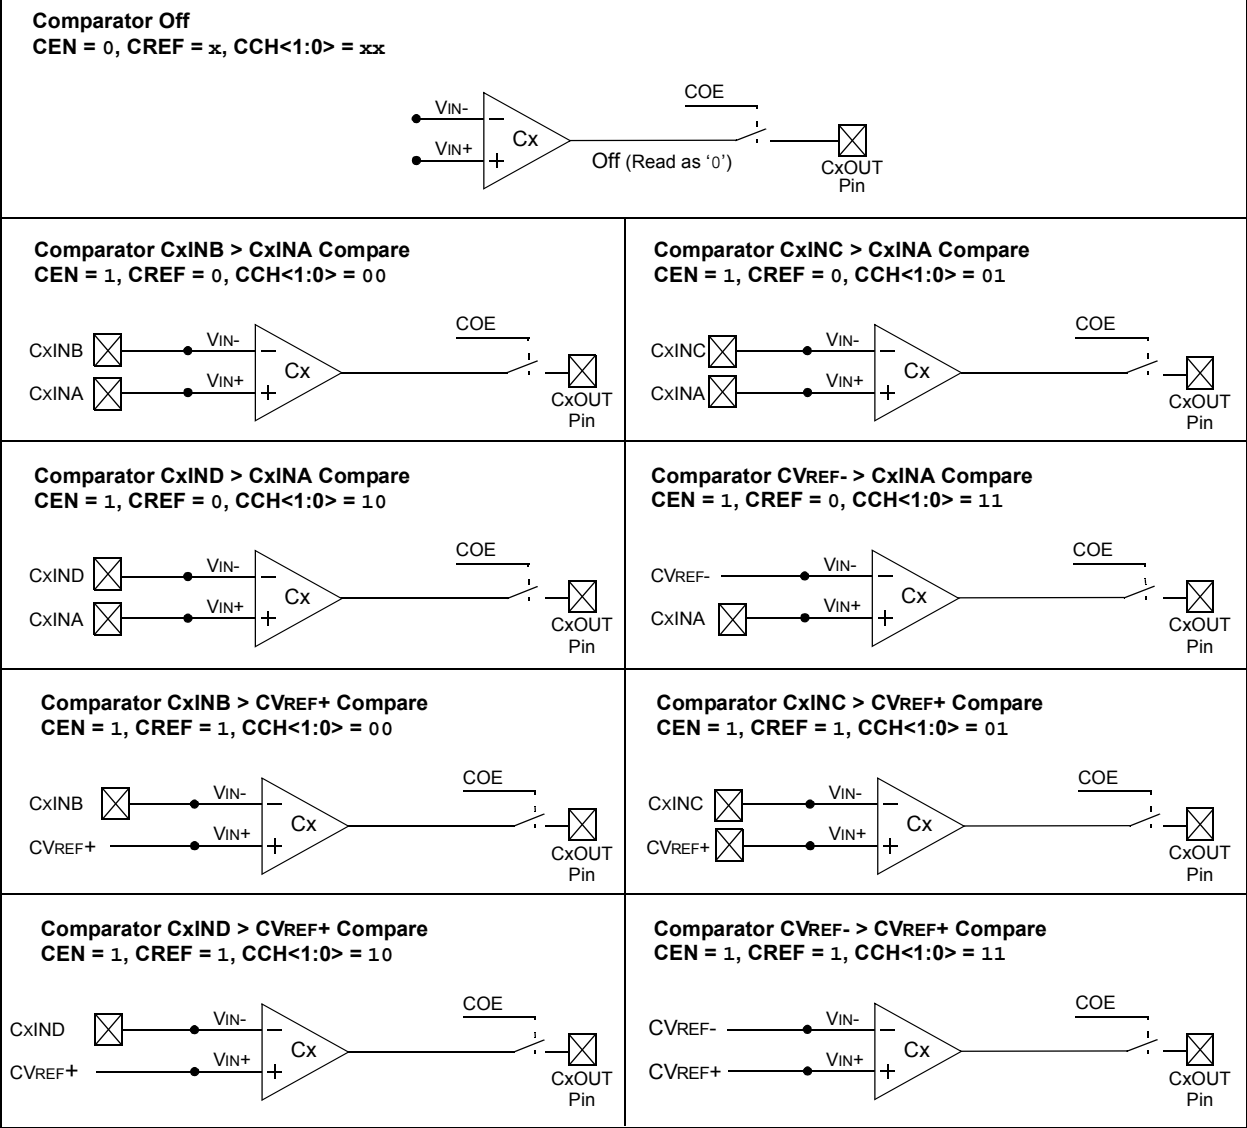 Comparator Off
CEN = 0, CREF = x, CCH<1:0> = xx
COE
VIN-
VIN+
Cx
Off (Read as ‘0’)
CxOUT
Pin
Comparator CxINB > CxINA Compare
CEN = 1, CREF = 0, CCH<1:0> = 00
COE
CxINB
VIN-
Cx
CxINA
VIN+
CxOUT
Pin
Comparator CxINC > CxINA Compare
CEN = 1, CREF = 0, CCH<1:0> = 01
COE
CxINC
VIN-
Cx
CxINA
VIN+
CxOUT
Pin
Comparator CxIND > CxINA Compare
CEN = 1, CREF = 0, CCH<1:0> = 10
COE
CxIND
VIN-
Cx
CxINA
VIN+
CxOUT
Pin
Comparator CVREF- > CxINA Compare
CEN = 1, CREF = 0, CCH<1:0> = 11
COE
CVREF-
VIN-
Cx
CxINA
VIN+
CxOUT
Pin
Comparator CxINB > CVREF+ Compare
CEN = 1, CREF = 1, CCH<1:0> = 00
COE
CxINB
VIN-
Cx
CVREF+
VIN+
CxOUT
Pin
Comparator CxINC > CVREF+ Compare
CEN = 1, CREF = 1, CCH<1:0> = 01
COE
CxINC
VIN-
Cx
CVREF+
VIN+
CxOUT
Pin
Comparator CxIND > CVREF+ Compare
CEN = 1, CREF = 1, CCH<1:0> = 10
COE
CxIND
VIN-
Cx
CVREF+
VIN+
CxOUT
Pin
Comparator CVREF- > CVREF+ Compare
CEN = 1, CREF = 1, CCH<1:0> = 11
COE
CVREF-
VIN-
Cx
CVREF+
VIN+
CxOUT
Pin